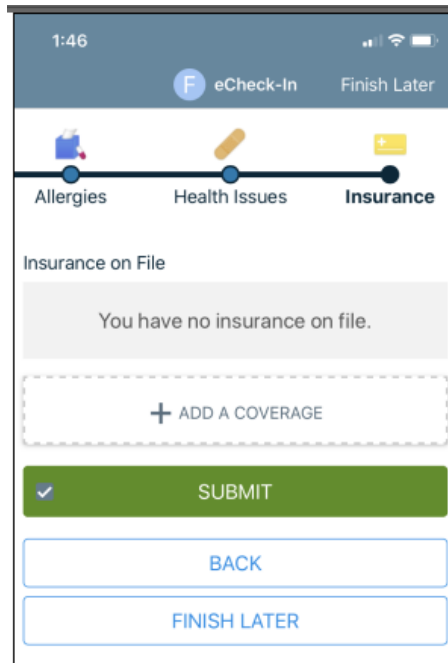 1:46
F eCheck-In Finish Later
Allergies Health Issues Insurance
Insurance on File
You have no insurance on file.
+ ADD A COVERAGE
SUBMIT
BACK
FINISH LATER